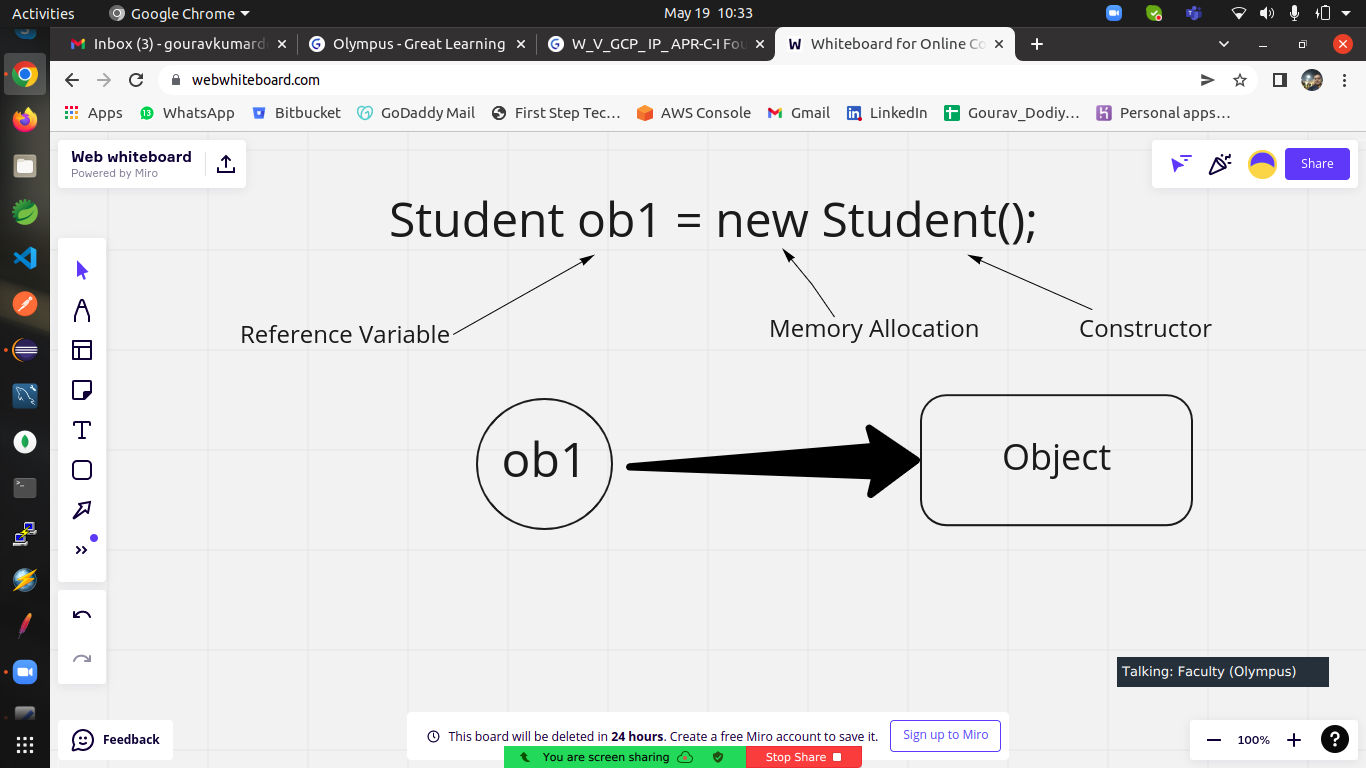 Activities Google Chrome May 19 10:33
Inbox (3) - gouravkumard Olympus - Great Learning W_V_GCP_ IP_ APR-C-I Fou Whiteboard for Online Co
webwhiteboard.com
Apps WhatsApp Bitbucket GoDaddy Mail First Step Tec... AWS Console Gmail LinkedIn Gourav_Dodiy... Personal apps...
Web whiteboard
Powered by Miro
Share
Student ob1 = new Student();
Reference Variable Memory Allocation Constructor
ob1 Object
Talking: Faculty (Olympus)
Feedback
This board will be deleted in 24 hours. Create a free Miro account to save it. Sign up to Miro
100%
You are screen sharing Stop Share